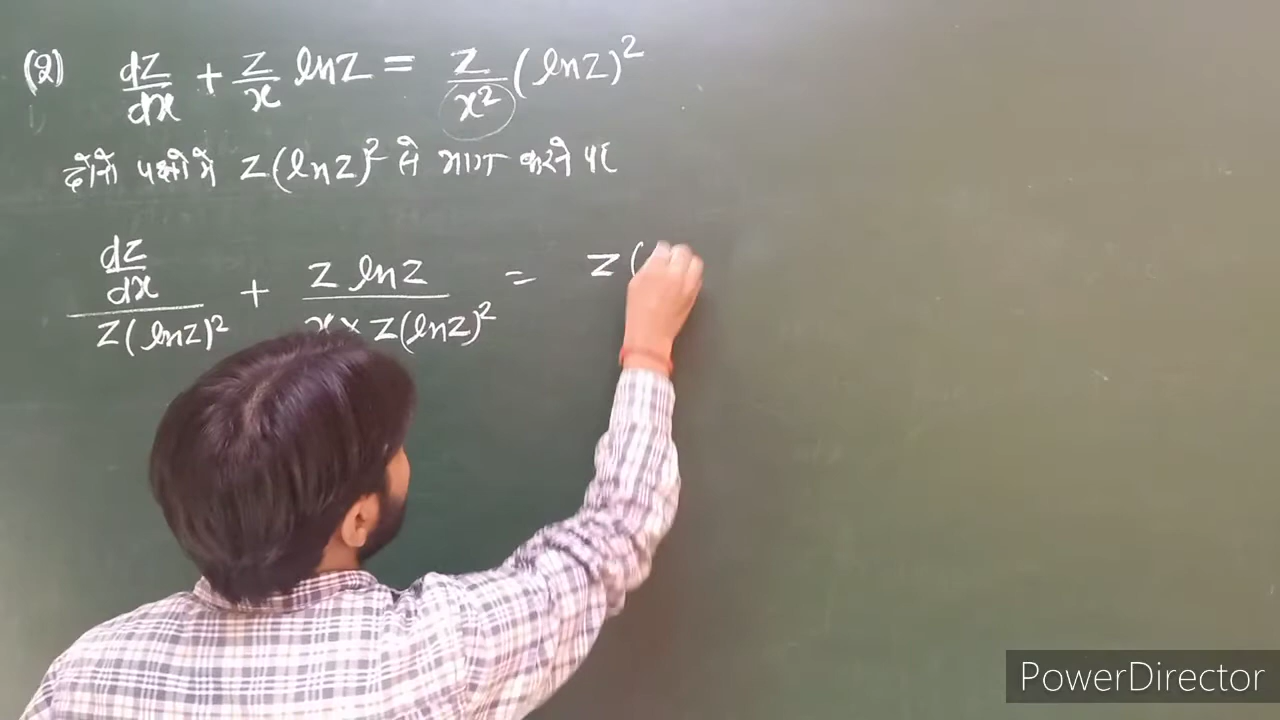 (2) dz/dx + z/x lnz = z/x² (lnz)²
दोनो पक्षो मे z(lnz)² से भाग करने पर
dz/dx / z(lnz)² + z lnz / x × z(lnz)² = z (
PowerDirector